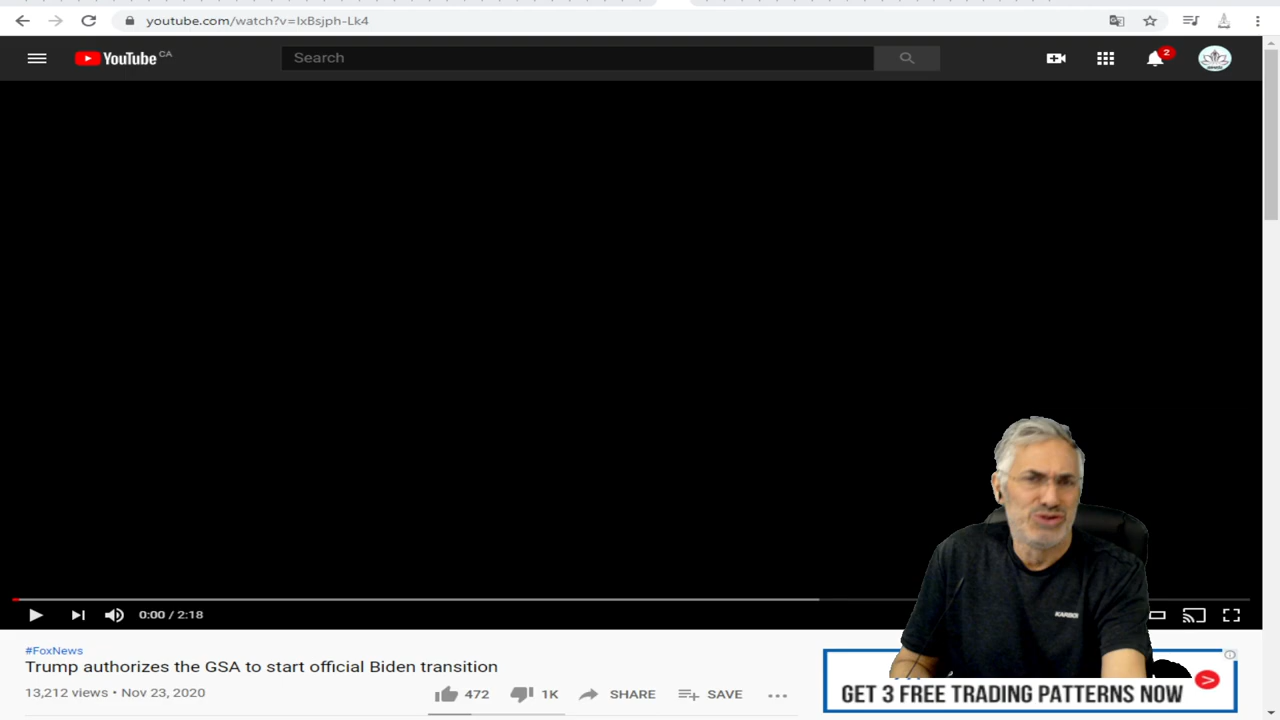 youtube.com/watch?v=IxBsjph-Lk4
YouTube CA
Search
2
0:00 / 2:18
#FoxNews
Trump authorizes the GSA to start official Biden transition
13,212 views • Nov 23, 2020
472
1K
SHARE
SAVE
GET 3 FREE TRADING PATTERNS NOW